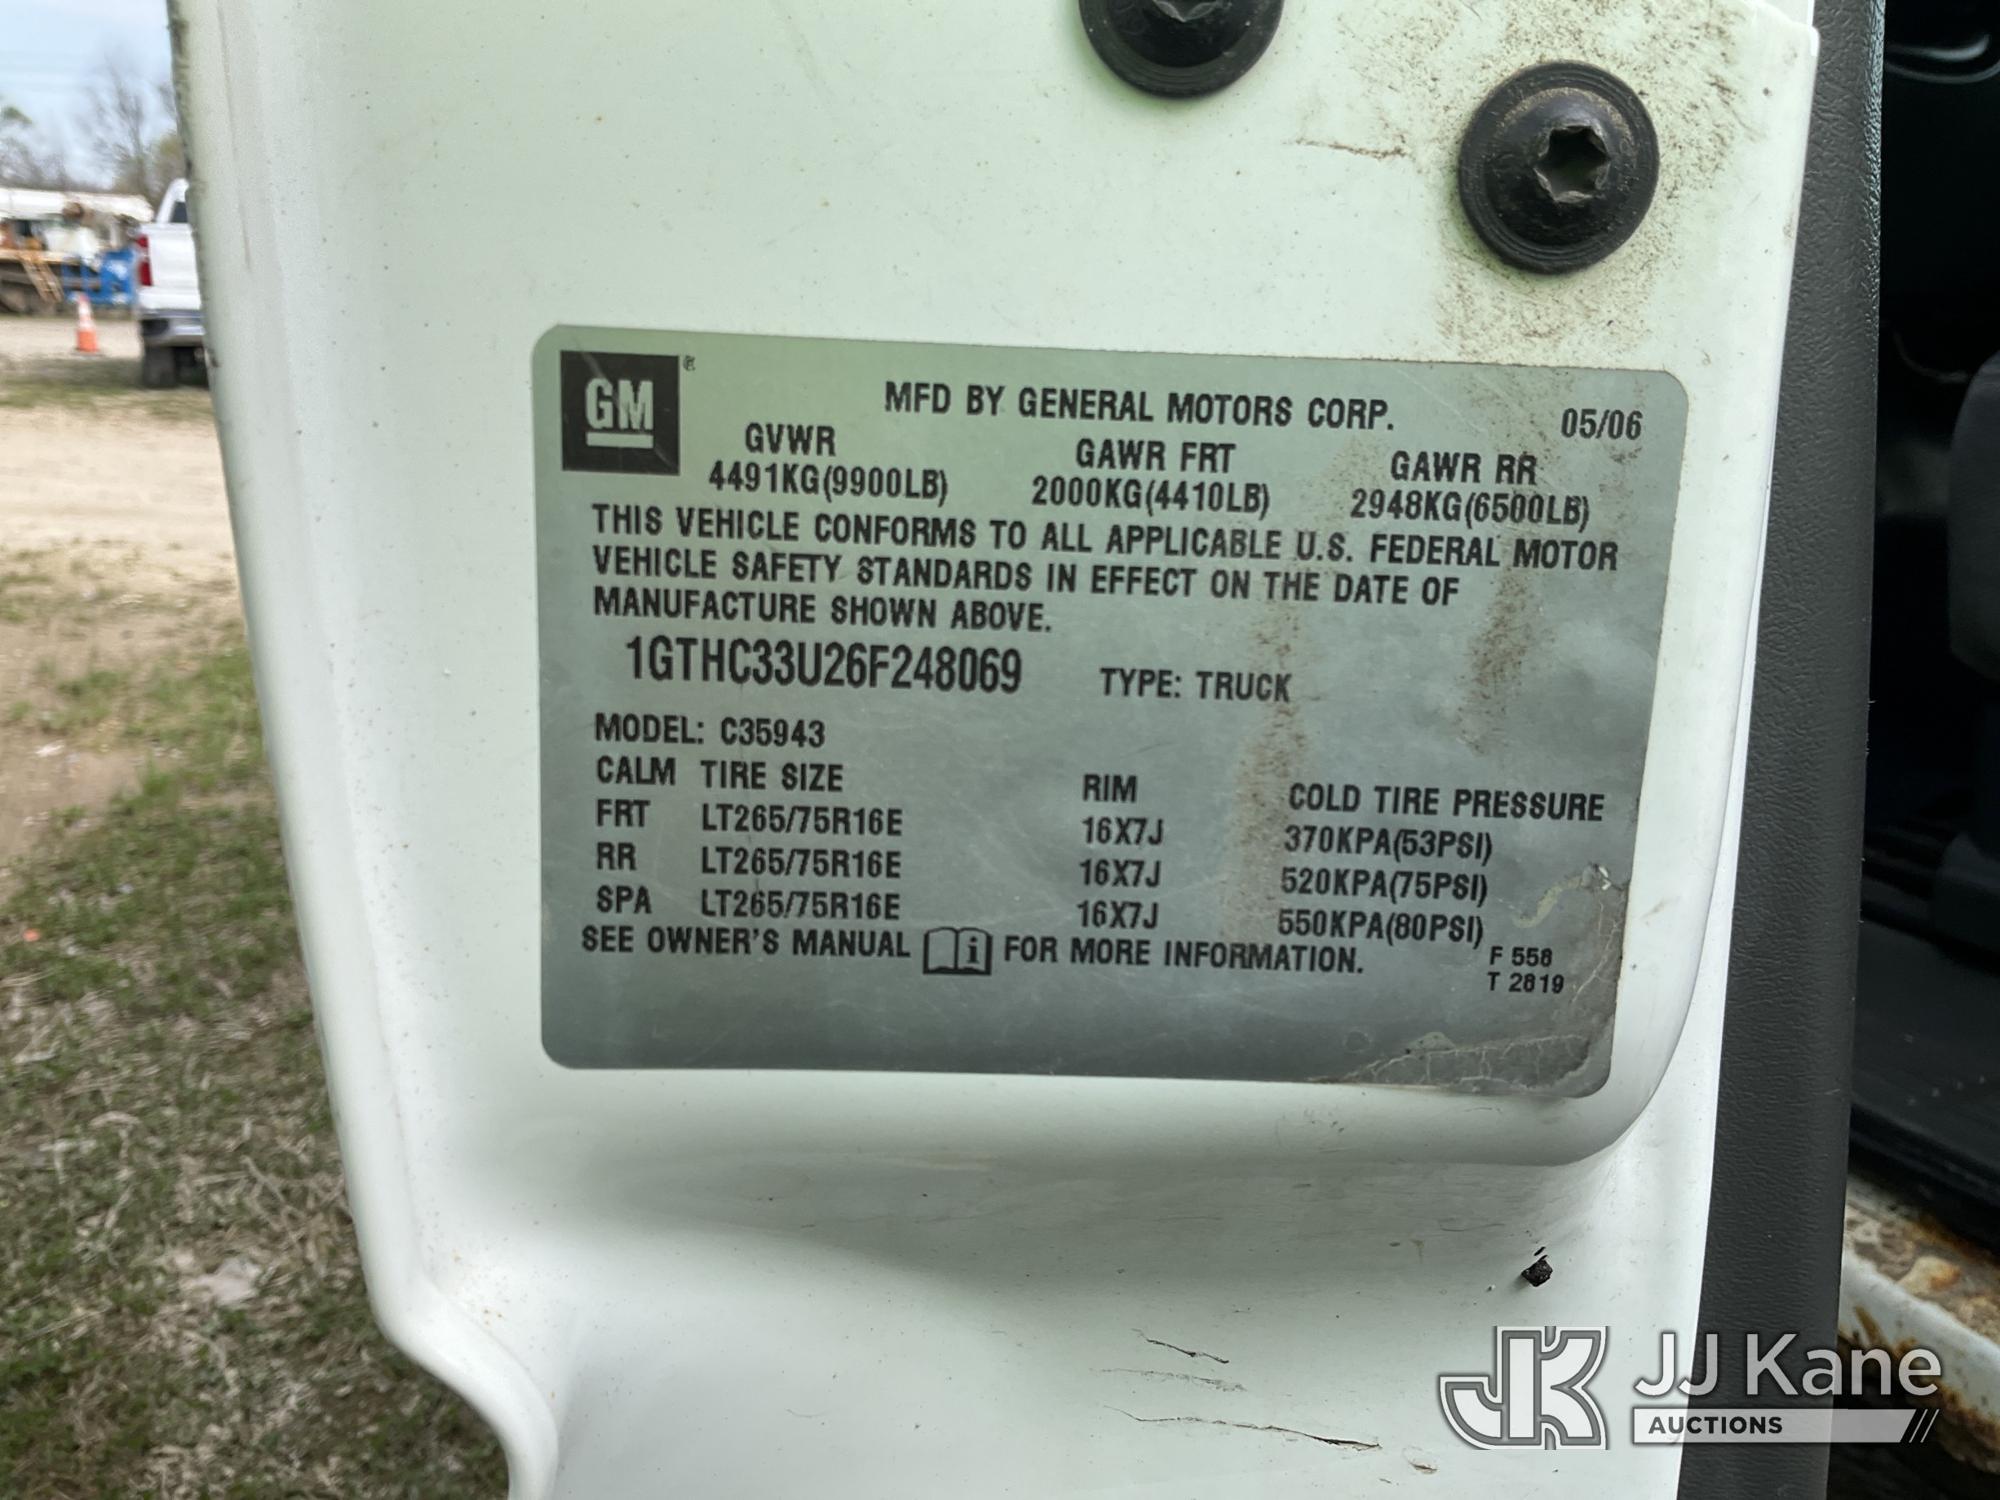 GM®
MFD BY GENERAL MOTORS CORP. 05/06
GVWR GAWR FRT GAWR RR
4491KG(9900LB) 2000KG(4410LB) 2948KG(6500LB)
THIS VEHICLE CONFORMS TO ALL APPLICABLE U.S. FEDERAL MOTOR
VEHICLE SAFETY STANDARDS IN EFFECT ON THE DATE OF
MANUFACTURE SHOWN ABOVE.
1GTHC33U26F248069 TYPE: TRUCK
MODEL: C35943
CALM TIRE SIZE RIM COLD TIRE PRESSURE
FRT LT265/75R16E 16X7J 370KPA(53PSI)
RR LT265/75R16E 16X7J 520KPA(75PSI)
SPA LT265/75R16E 16X7J 550KPA(80PSI)
SEE OWNER'S MANUAL i FOR MORE INFORMATION.
F 558
T 2819
JK JJ Kane
AUCTIONS